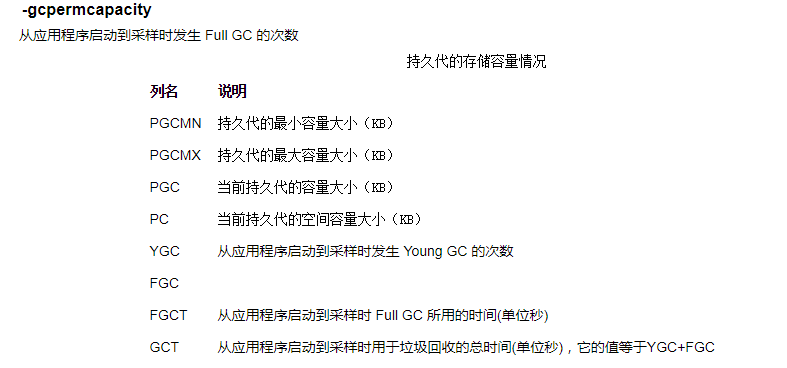 -gcpermcapacity
从应用程序启动到采样时发生 Full GC 的次数
持久代的存储容量情况
列名 说明
PGCMN 持久代的最小容量大小（KB）
PGCMX 持久代的最大容量大小（KB）
PGC 当前持久代的容量大小（KB）
PC 当前持久代的空间容量大小（KB）
YGC 从应用程序启动到采样时发生 Young GC 的次数
FGC
FGCT 从应用程序启动到采样时 Full GC 所用的时间(单位秒)
GCT 从应用程序启动到采样时用于垃圾回收的总时间(单位秒)，它的值等于YGC+FGC